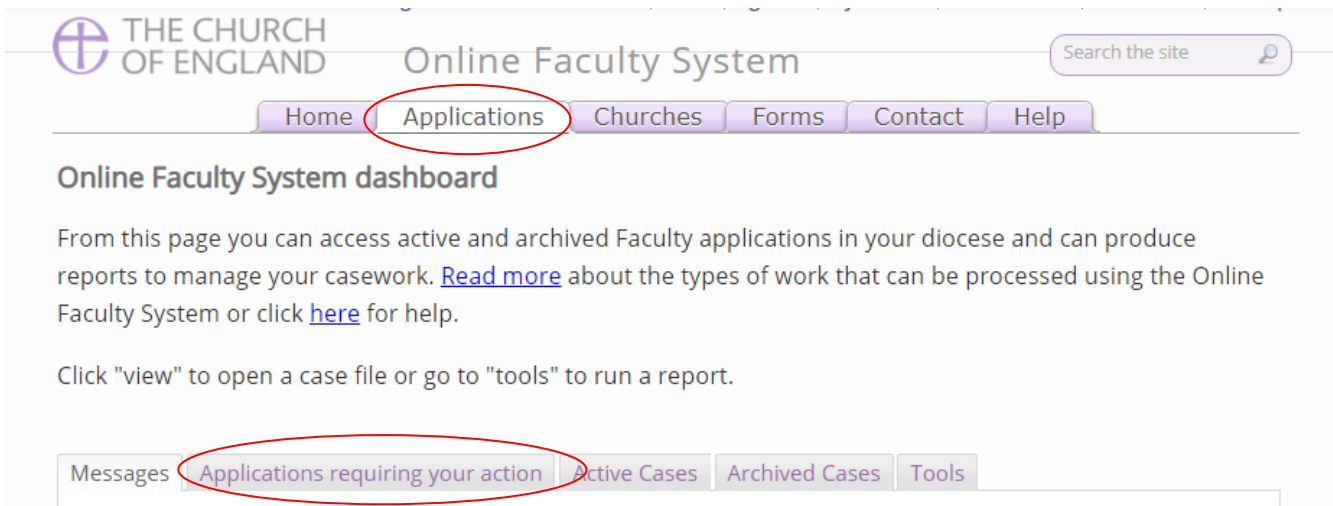 THE CHURCH
OF ENGLAND
Online Faculty System
Search the site
Home Applications Churches Forms Contact Help
Online Faculty System dashboard
From this page you can access active and archived Faculty applications in your diocese and can produce
reports to manage your casework. Read more about the types of work that can be processed using the Online
Faculty System or click here for help.
Click "view" to open a case file or go to "tools" to run a report.
Messages Applications requiring your action Active Cases Archived Cases Tools